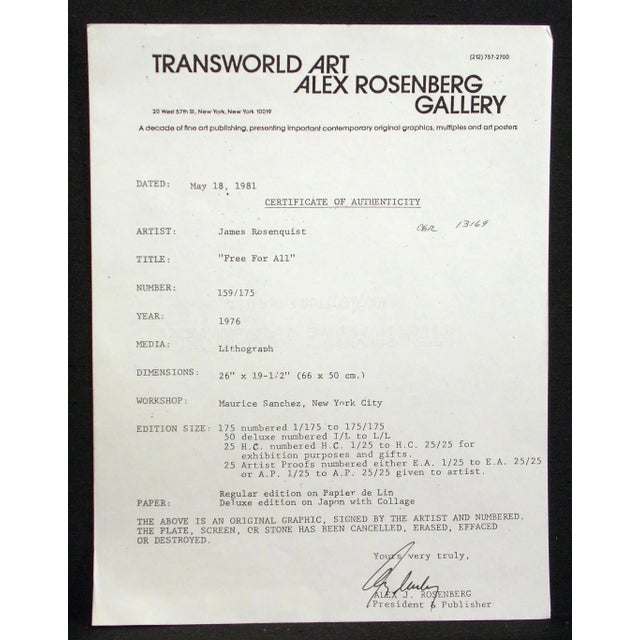 TRANSWORLD ART
(212) 757-2700
ALEX ROSENBERG
GALLERY
20 West 57th St., New York, New York 10019
A decade of fine art publishing, presenting important contemporary original graphics, multiples and art posters
DATED: May 18, 1981
CERTIFICATE OF AUTHENTICITY
ARTIST: James Rosenquist
13169
TITLE: "Free For All"
NUMBER: 159/175
YEAR: 1976
MEDIA: Lithograph
DIMENSIONS: 26" x 19-1/2" (66 x 50 cm.)
WORKSHOP: Maurice Sanchez, New York City
EDITION SIZE: 175 numbered 1/175 to 175/175
50 deluxe numbered I/L to L/L
25 H.C. numbered H.C. 1/25 to H.C. 25/25 for
exhibition purposes and gifts.
25 Artist Proofs numbered either E.A. 1/25 to E.A. 25/25
or A.P. 1/25 to A.P. 25/25 given to artist.
Regular edition on Papier de Lin
PAPER: Deluxe edition on Japon with Collage
THE ABOVE IS AN ORIGINAL GRAPHIC, SIGNED BY THE ARTIST AND NUMBERED.
THE PLATE, SCREEN, OR STONE HAS BEEN CANCELLED, ERASED, EFFACED
OR DESTROYED.
Yours very truly,
ALEX J. ROSENBERG
President & Publisher